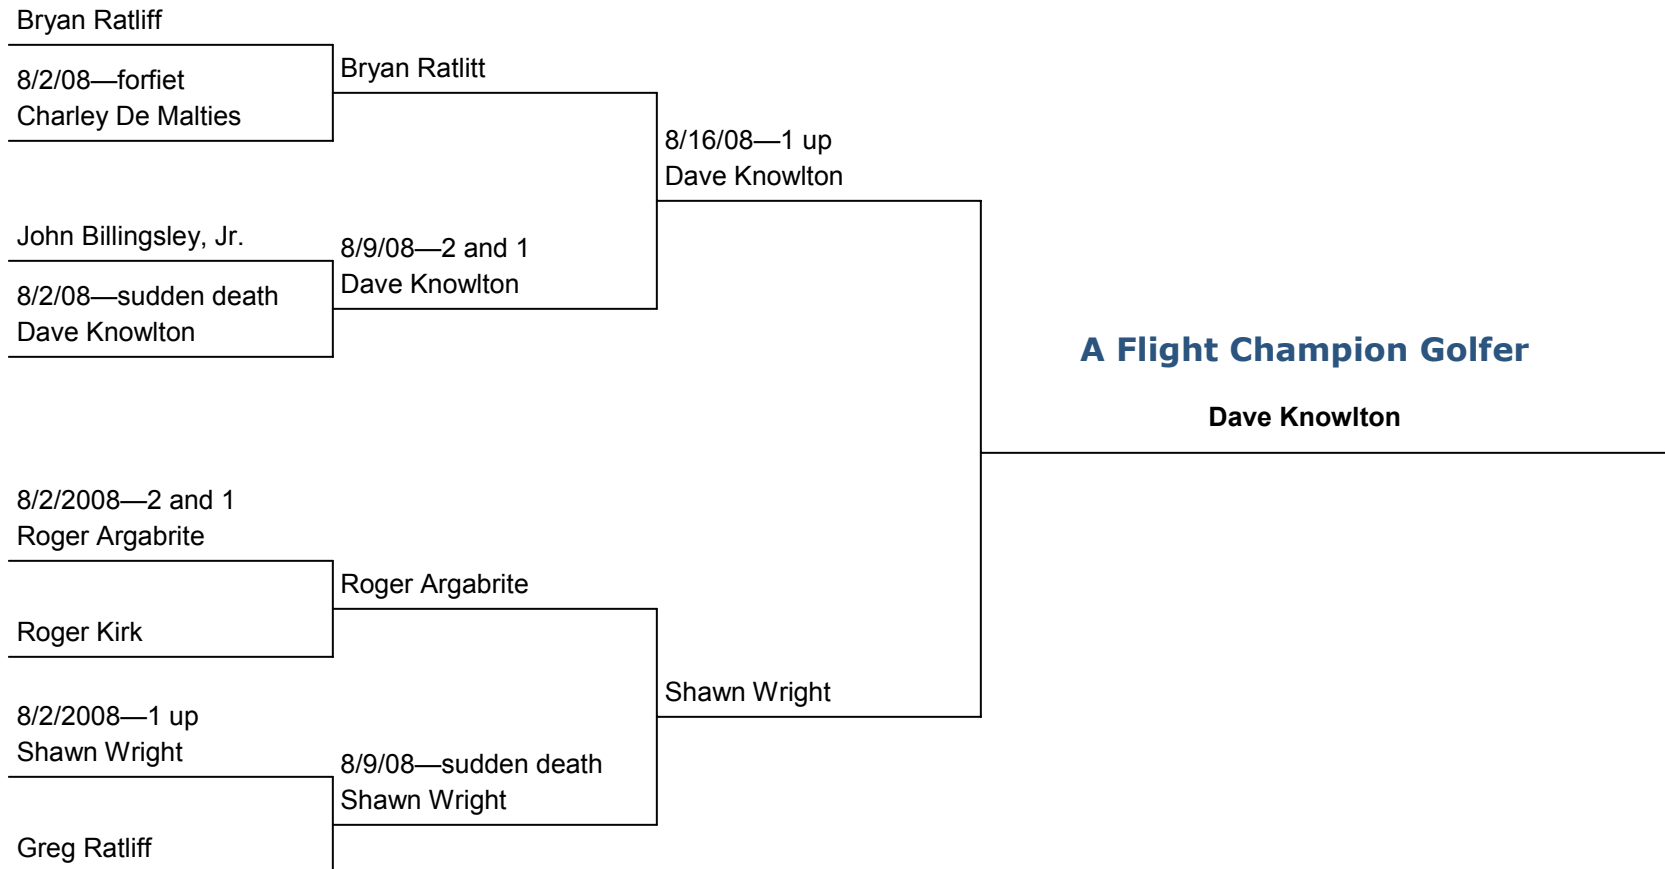 Bryan Ratliff
8/2/08—forfiet
Charley De Malties
Bryan Ratlitt
8/16/08—1 up
Dave Knowlton
John Billingsley, Jr.
8/2/08—sudden death
Dave Knowlton
8/9/08—2 and 1
Dave Knowlton
A Flight Champion Golfer
Dave Knowlton
8/2/2008—2 and 1
Roger Argabrite
Roger Argabrite
Roger Kirk
Shawn Wright
8/2/2008—1 up
Shawn Wright
8/9/08—sudden death
Shawn Wright
Greg Ratliff